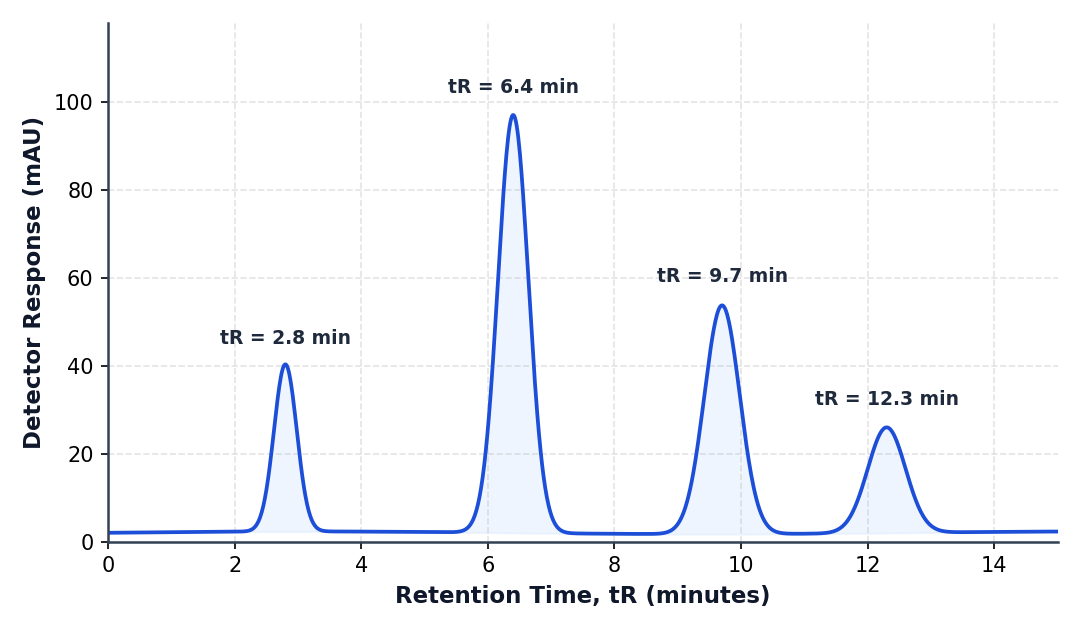 tR = 6.4 min
tR = 9.7 min
tR = 2.8 min
tR = 12.3 min
Detector Response (mAU)
100
80
60
40
20
0
0 2 4 6 8 10 12 14
Retention Time, tR (minutes)